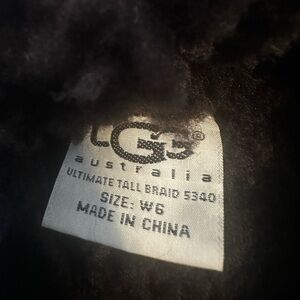 UGG®
australia
ULTIMATE TALL BRAID 5340
SIZE: W6
MADE IN CHINA